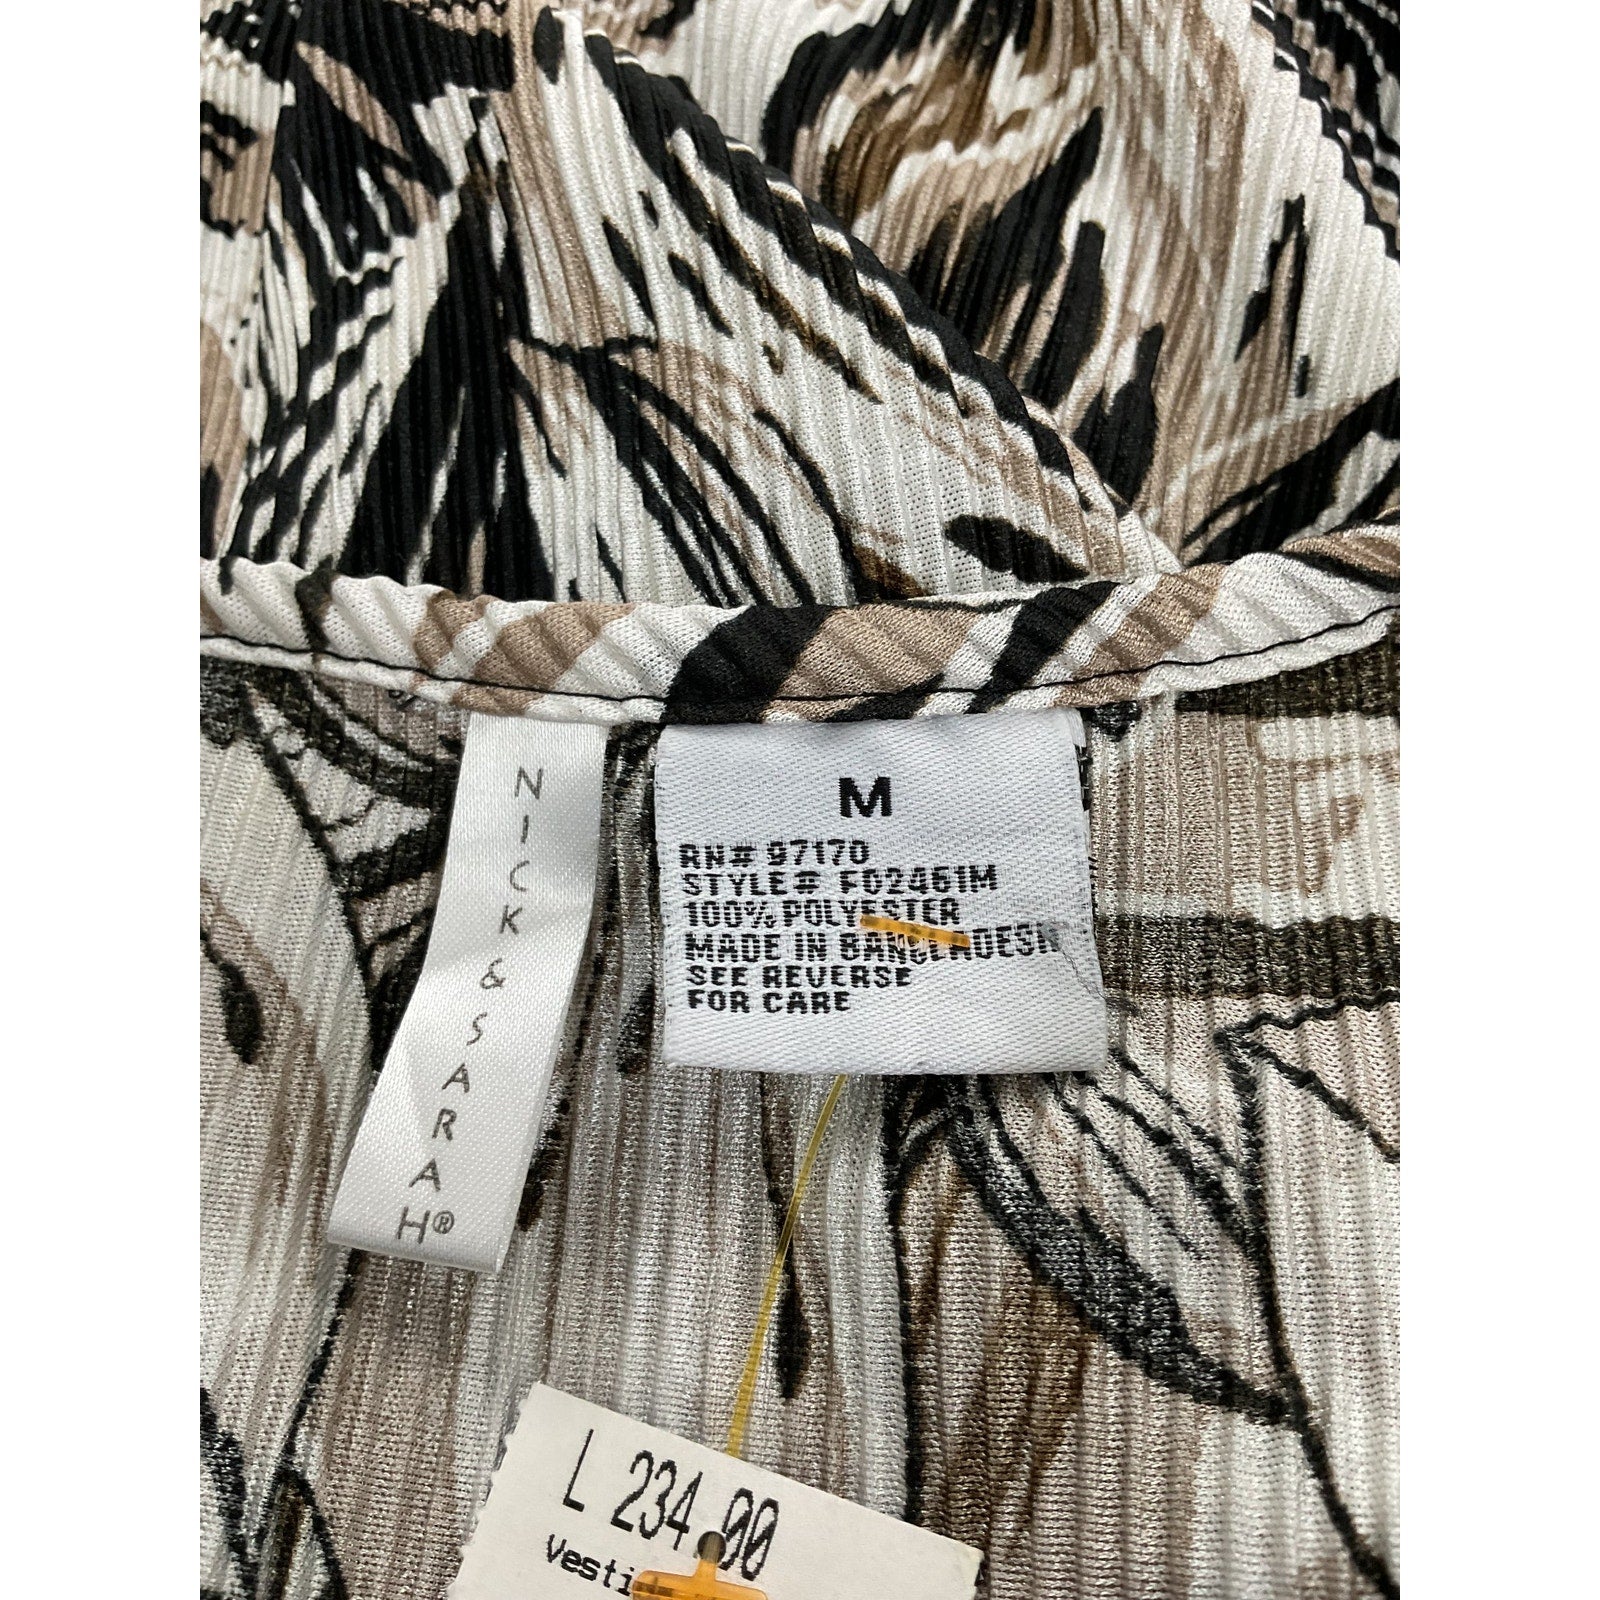 NICK & SARAH®
M
RN# 97170
STYLE# F02461M
100% POLYESTER
MADE IN BANGLADESH
SEE REVERSE
FOR CARE
L 234.00